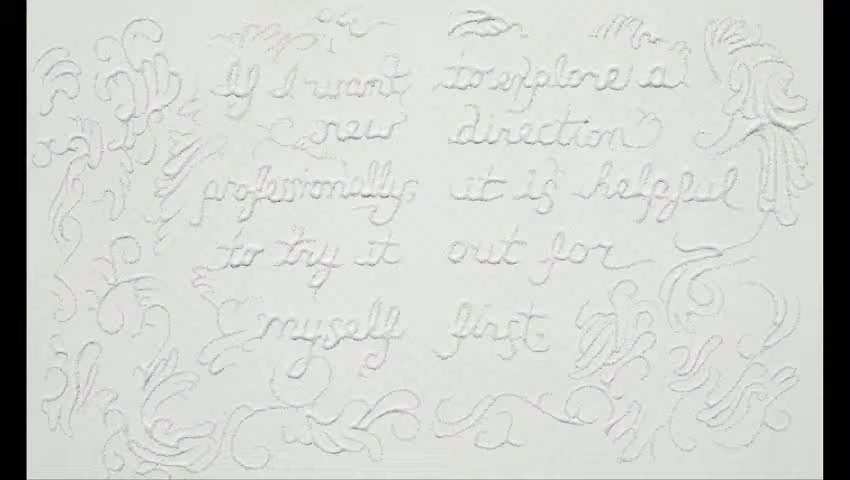 If I want to explore a
new direction
professionally, it is helpful
to try it out for
myself first.